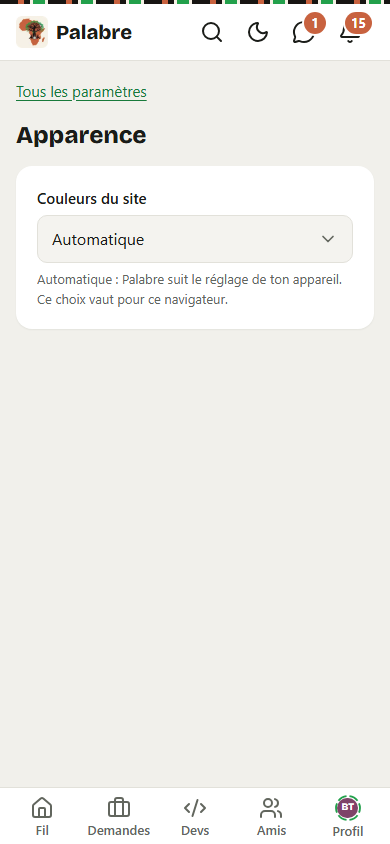 Palabre
1
15
Tous les paramètres
Apparence
Couleurs du site
Automatique
Automatique : Palabre suit le réglage de ton appareil.
Ce choix vaut pour ce navigateur.
BT
Fil
Demandes
Devs
Amis
Profil